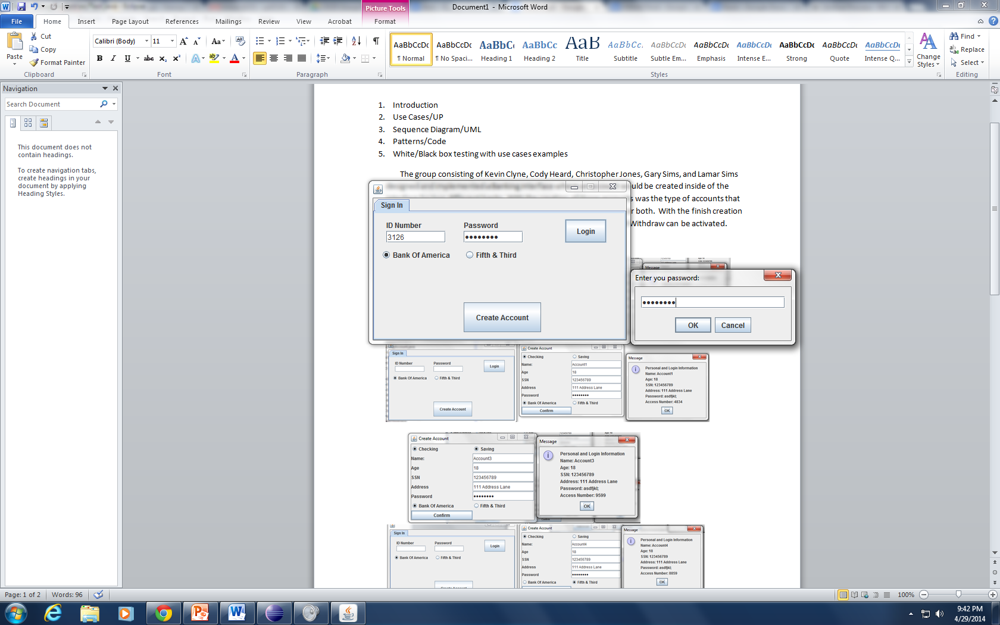 Document1 - Microsoft Word
Picture Tools
File Home Insert Page Layout References Mailings Review View Acrobat Format
Paste
Cut
Copy
Format Painter
Clipboard
Calibri (Body) 11
Font
Paragraph
AaBbCcDc AaBbCcDc AaBbCc AaBbCc AaB AaBbCc. AaBbCcDc AaBbCcDc AaBbCcDc AaBbCcDc AaBbCcDc AaBbCcDc
¶ Normal ¶ No Spaci... Heading 1 Heading 2 Title Subtitle Subtle Em... Emphasis Intense E... Strong Quote Intense Q...
Styles
Change Styles
Find
Replace
Select
Editing
Navigation
Search Document
This document does not
contain headings.
To create navigation tabs,
create headings in your
document by applying
Heading Styles.
1. Introduction
2. Use Cases/UP
3. Sequence Diagram/UML
4. Patterns/Code
5. White/Black box testing with use cases examples
The group consisting of Kevin Clyne, Cody Heard, Christopher Jones, Gary Sims, and Lamar Sims
uld be created inside of the
s was the type of accounts that
r both. With the finish creation
Withdraw can be activated.
Sign In
ID Number Password
3126 ●●●●●●●●
Login
Bank Of America Fifth & Third
Create Account
Message
Enter you password:
●●●●●●●●
OK Cancel
Sign In
ID Number Password
Login
Bank Of America Fifth & Third
Create Account
Create Account
Checking Saving
Name: Account1
Age 18
SSN 123456789
Address 111 Address Lane
Password ●●●●●●●●
Bank Of America Fifth & Third
Confirm
Message
Personal and Login Information
Name: Account1
Age: 18
SSN: 123456789
Address: 111 Address Lane
Password: asdfjkl;
Access Number: 4834
OK
Create Account
Checking Saving
Name: Account3
Age 18
SSN 123456789
Address 111 Address Lane
Password ●●●●●●●●
Bank Of America Fifth & Third
Confirm
Message
Personal and Login Information
Name: Account3
Age: 18
SSN: 123456789
Address: 111 Address Lane
Password: asdfjkl;
Access Number: 9599
OK
Sign In
ID Number Password
Login
Bank Of America Fifth & Third
Create Account
Checking Saving
Name: Account4
Age 18
SSN 123456789
Address 111 Address Lane
Password ●●●●●●●●
Bank Of America Fifth & Third
Message
Personal and Login Information
Name: Account4
Age: 18
SSN: 123456789
Address: 111 Address Lane
Password: asdfjkl;
Access Number: 8859
OK
Page: 1 of 2 Words: 96
100%
9:42 PM
4/29/2014